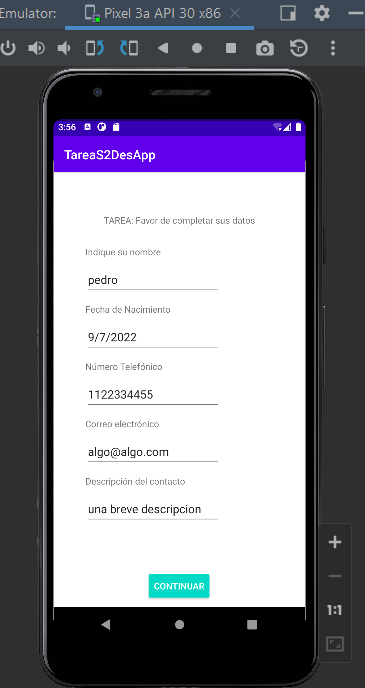 Emulator: Pixel 3a API 30 x86
3:56
TareaS2DesApp
TAREA: Favor de completar sus datos
Indique su nombre
pedro
Fecha de Nacimiento
9/7/2022
Número Telefónico
1122334455
Correo electrónico
algo@algo.com
Descripción del contacto
una breve descripcion
CONTINUAR
1:1